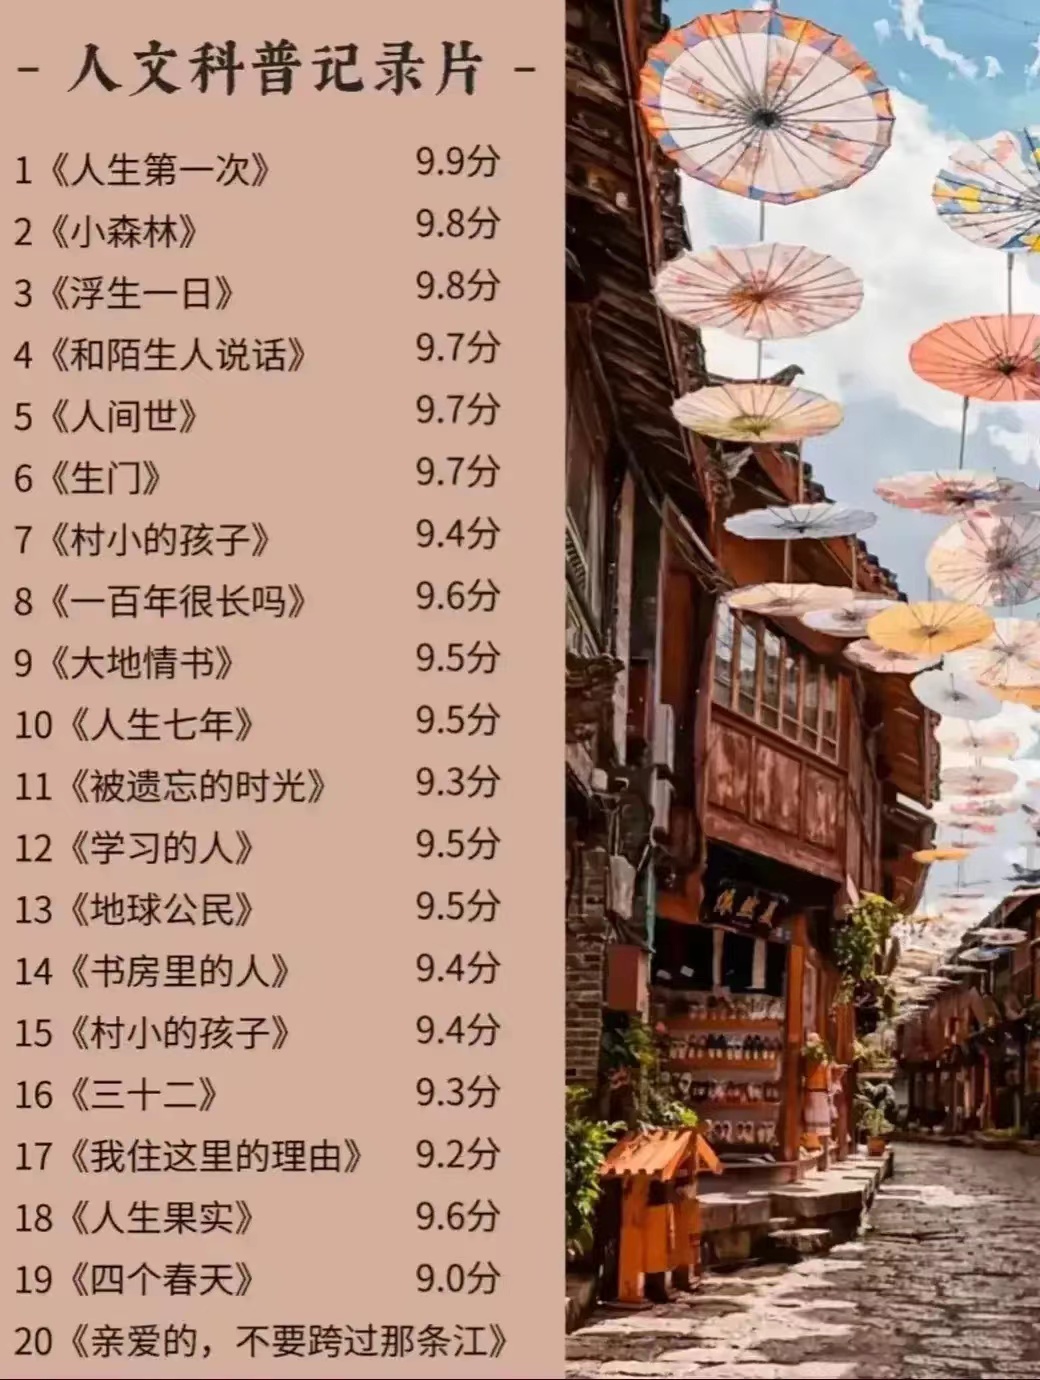 - 人文科普记录片 -
1《人生第一次》 9.9分
2《小森林》 9.8分
3《浮生一日》 9.8分
4《和陌生人说话》 9.7分
5《人间世》 9.7分
6《生门》 9.7分
7《村小的孩子》 9.4分
8《一百年很长吗》 9.6分
9《大地情书》 9.5分
10《人生七年》 9.5分
11《被遗忘的时光》 9.3分
12《学习的人》 9.5分
13《地球公民》 9.5分
14《书房里的人》 9.4分
15《村小的孩子》 9.4分
16《三十二》 9.3分
17《我住这里的理由》 9.2分
18《人生果实》 9.6分
19《四个春天》 9.0分
20《亲爱的，不要跨过那条江》